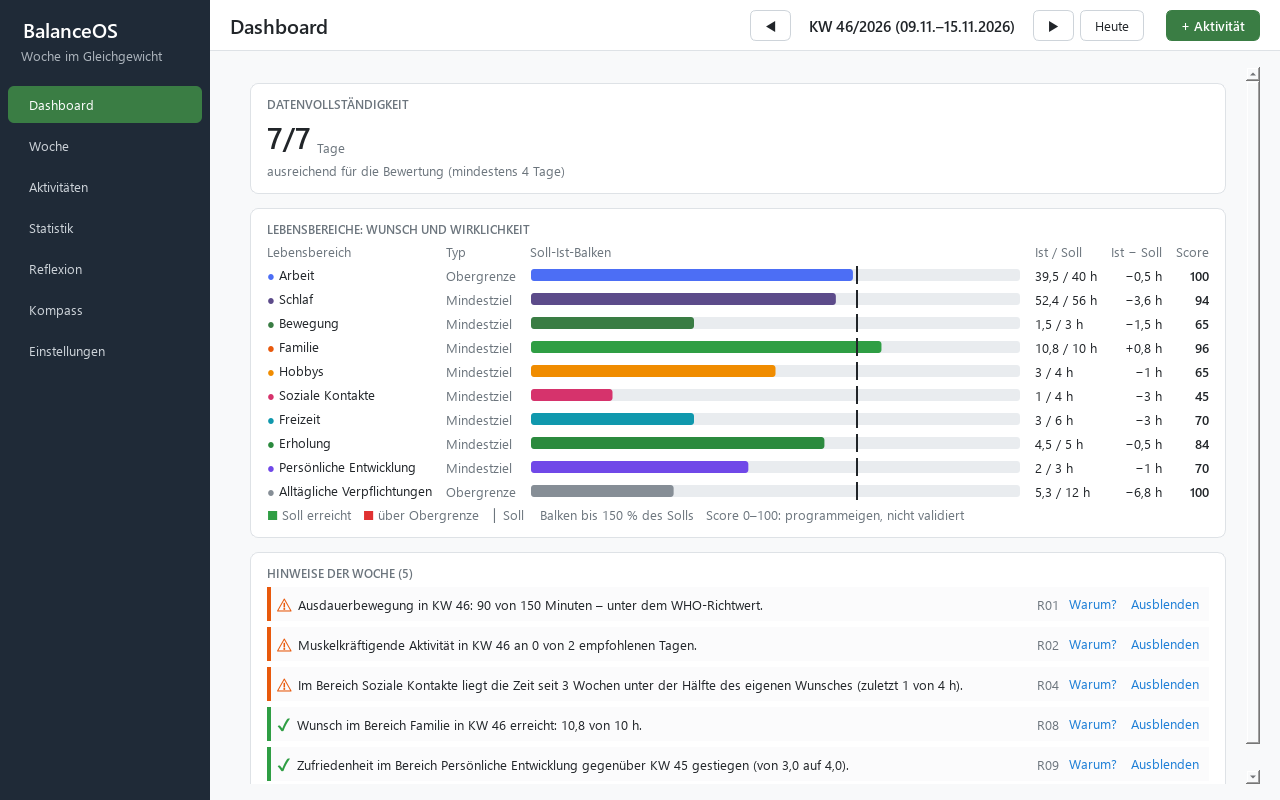 BalanceOS
Woche im Gleichgewicht
Dashboard
Woche
Aktivitäten
Statistik
Reflexion
Kompass
Einstellungen
Dashboard
◀ KW 46/2026 (09.11.–15.11.2026) ▶ Heute + Aktivität
DATENVOLLSTÄNDIGKEIT
7/7 Tage
ausreichend für die Bewertung (mindestens 4 Tage)
LEBENSBEREICHE: WUNSCH UND WIRKLICHKEIT
Lebensbereich Typ Soll-Ist-Balken Ist / Soll Ist − Soll Score
Arbeit Obergrenze 39,5 / 40 h −0,5 h 100
Schlaf Mindestziel 52,4 / 56 h −3,6 h 94
Bewegung Mindestziel 1,5 / 3 h −1,5 h 65
Familie Mindestziel 10,8 / 10 h +0,8 h 96
Hobbys Mindestziel 3 / 4 h −1 h 65
Soziale Kontakte Mindestziel 1 / 4 h −3 h 45
Freizeit Mindestziel 3 / 6 h −3 h 70
Erholung Mindestziel 4,5 / 5 h −0,5 h 84
Persönliche Entwicklung Mindestziel 2 / 3 h −1 h 70
Alltägliche Verpflichtungen Obergrenze 5,3 / 12 h −6,8 h 100
Soll erreicht über Obergrenze | Soll Balken bis 150 % des Solls Score 0–100: programmeigen, nicht validiert
HINWEISE DER WOCHE (5)
⚠ Ausdauerbewegung in KW 46: 90 von 150 Minuten – unter dem WHO-Richtwert. R01 Warum? Ausblenden
⚠ Muskelkräftigende Aktivität in KW 46 an 0 von 2 empfohlenen Tagen. R02 Warum? Ausblenden
⚠ Im Bereich Soziale Kontakte liegt die Zeit seit 3 Wochen unter der Hälfte des eigenen Wunsches (zuletzt 1 von 4 h). R04 Warum? Ausblenden
✓ Wunsch im Bereich Familie in KW 46 erreicht: 10,8 von 10 h. R08 Warum? Ausblenden
✓ Zufriedenheit im Bereich Persönliche Entwicklung gegenüber KW 45 gestiegen (von 3,0 auf 4,0). R09 Warum? Ausblenden